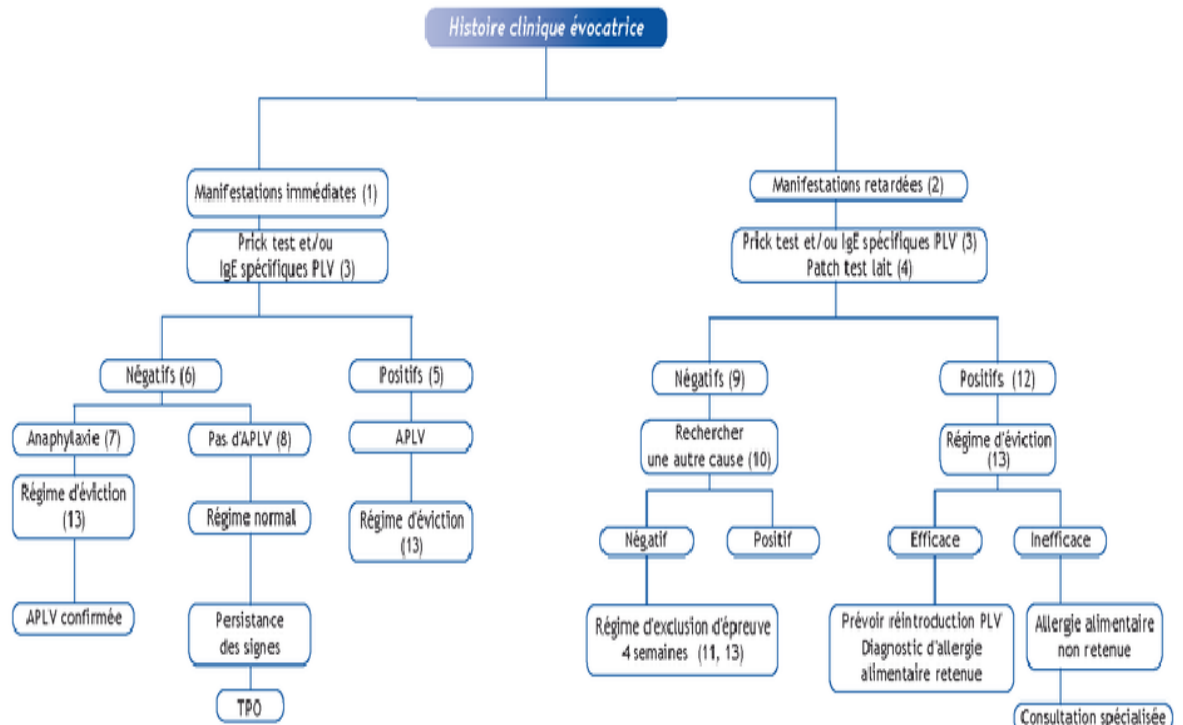 Histoire clinique évocatrice
Manifestations immédiates (1)
Prick test et/ou
IgE spécifiques PLV (3)
Négatifs (6)
Anaphylaxie (7)
Régime d'éviction
(13)
APLV confirmée
Pas d'APLV (8)
Régime normal
Persistance
des signes
TPO
Positifs (5)
APLV
Régime d'éviction
(13)
Manifestations retardées (2)
Prick test et/ou IgE spécifiques PLV (3)
Patch test lait (4)
Négatifs (9)
Rechercher
une autre cause (10)
Négatif
Régime d'exclusion d'épreuve
4 semaines (11, 13)
Positif
Positifs (12)
Régime d'éviction
(13)
Efficace
Prévoir réintroduction PLV
Diagnostic d'allergie
alimentaire retenue
Inefficace
Allergie alimentaire
non retenue
Consultation spécialisée